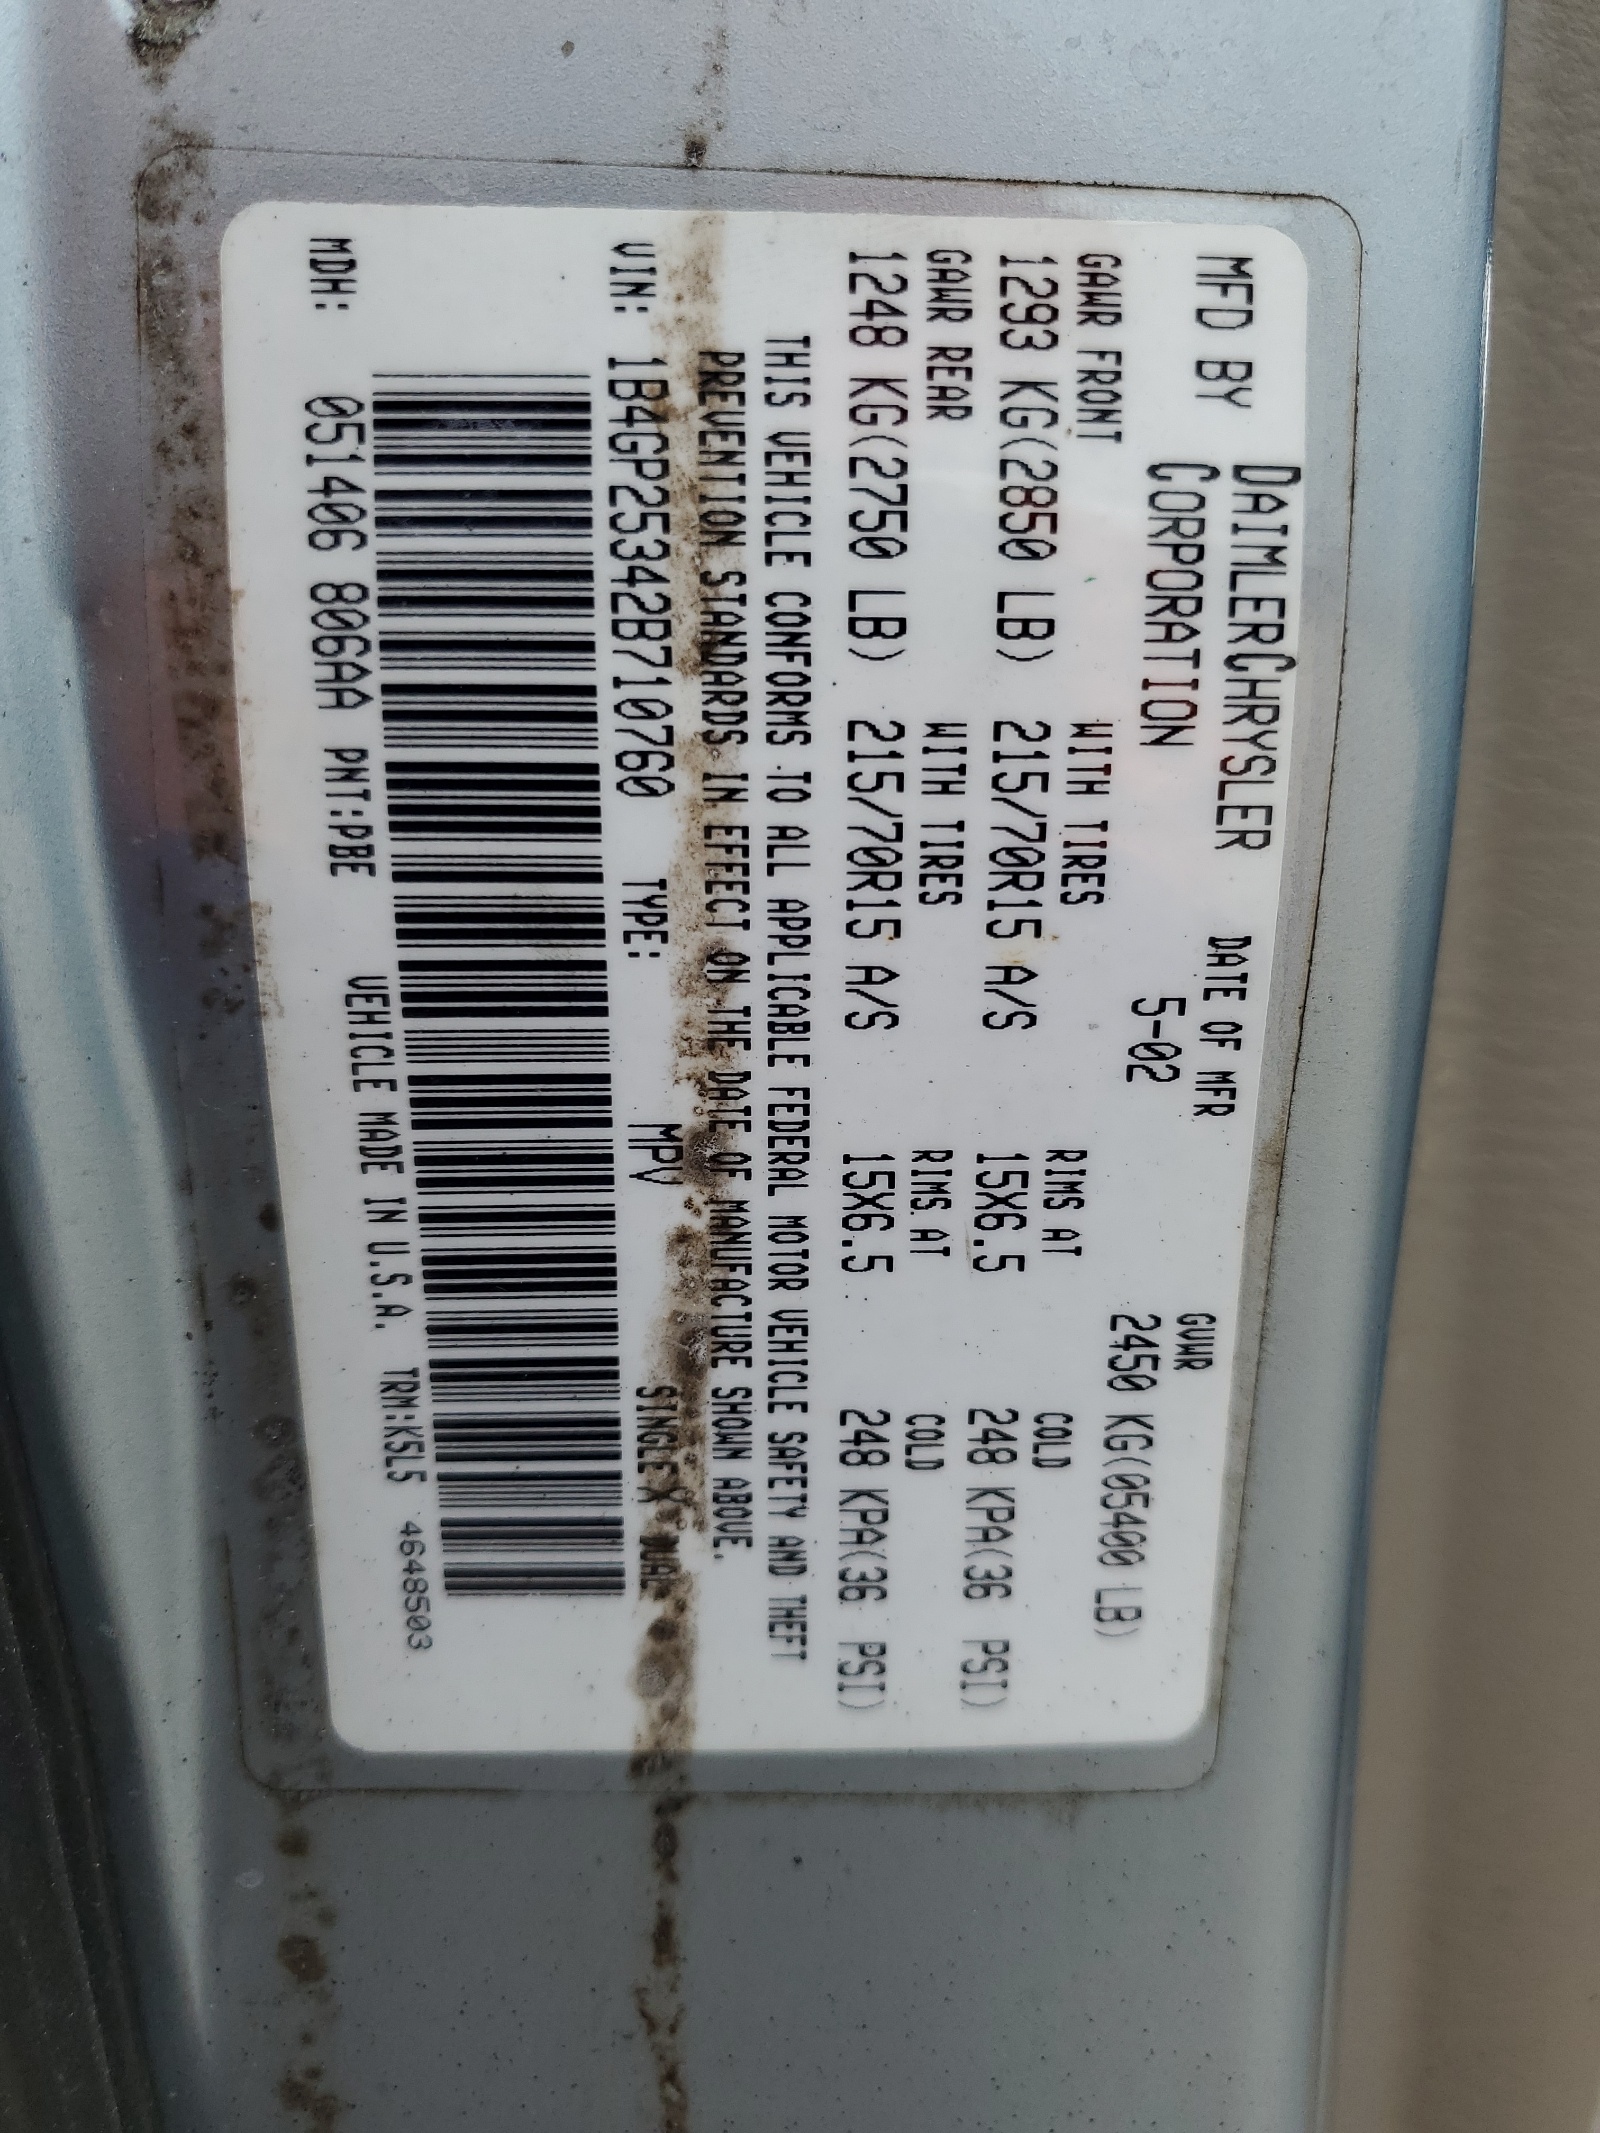 MFD BY DAIMLERCHRYSLER CORPORATION DATE OF MFR 5-02 GVWR 2450 KG(05400 LB)
GAWR FRONT WITH TIRES RIMS AT COLD
1293 KG(2850 LB) 215/70R15 A/S 15X6.5 248 KPA(36 PSI)
GAWR REAR WITH TIRES RIMS AT COLD
1248 KG(2750 LB) 215/70R15 A/S 15X6.5 248 KPA(36 PSI)
THIS VEHICLE CONFORMS TO ALL APPLICABLE FEDERAL MOTOR VEHICLE SAFETY AND THEFT
PREVENTION STANDARDS IN EFFECT ON THE DATE OF MANUFACTURE SHOWN ABOVE.
VIN: 1B4GP25342B710760 TYPE: MPV SINGLE X DUAL
MDH: 051406 806AA PNT:PBE VEHICLE MADE IN U.S.A. TRM:K5L5 4648503